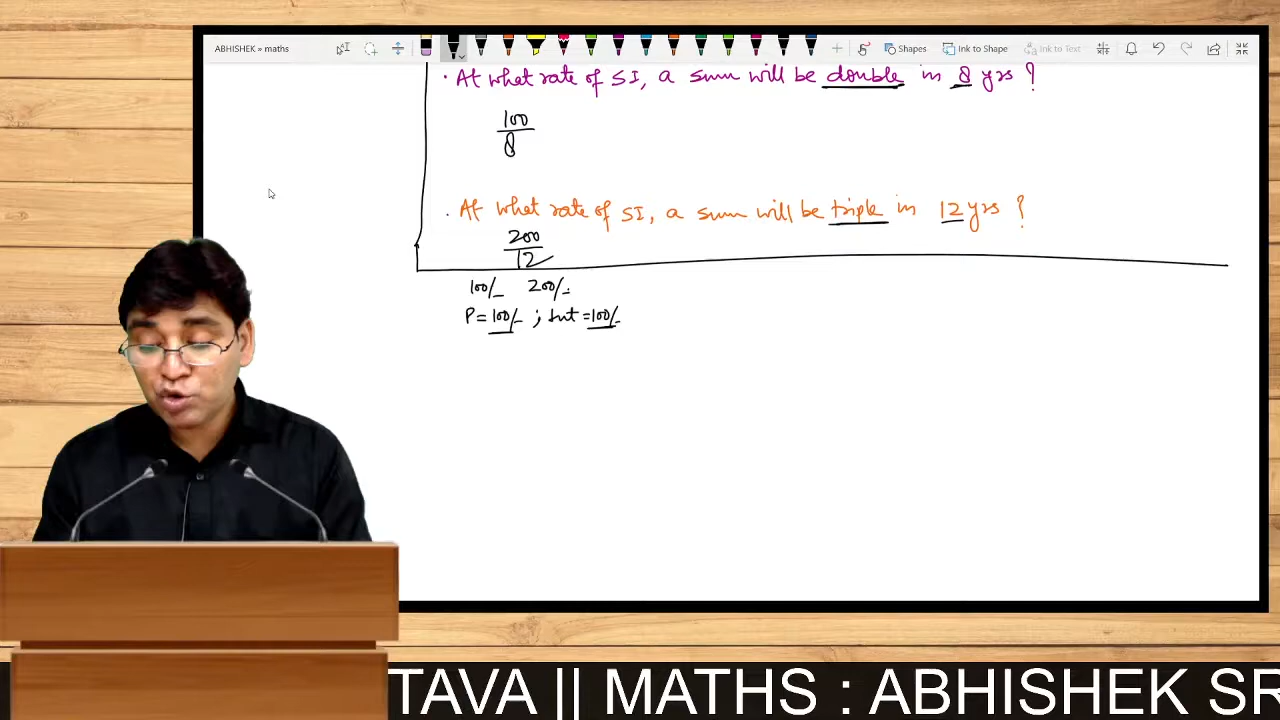 ABHISHEK » maths
Shapes
Ink to Shape
Ink to Text
· At what rate of SI, a sum will be double in 8 yrs ?
100
8
· At what rate of SI, a sum will be triple in 12 yrs ?
200
12
100/- 200/-
P = 100/- ; Int = 100/-
TAVA || MATHS : ABHISHEK SR